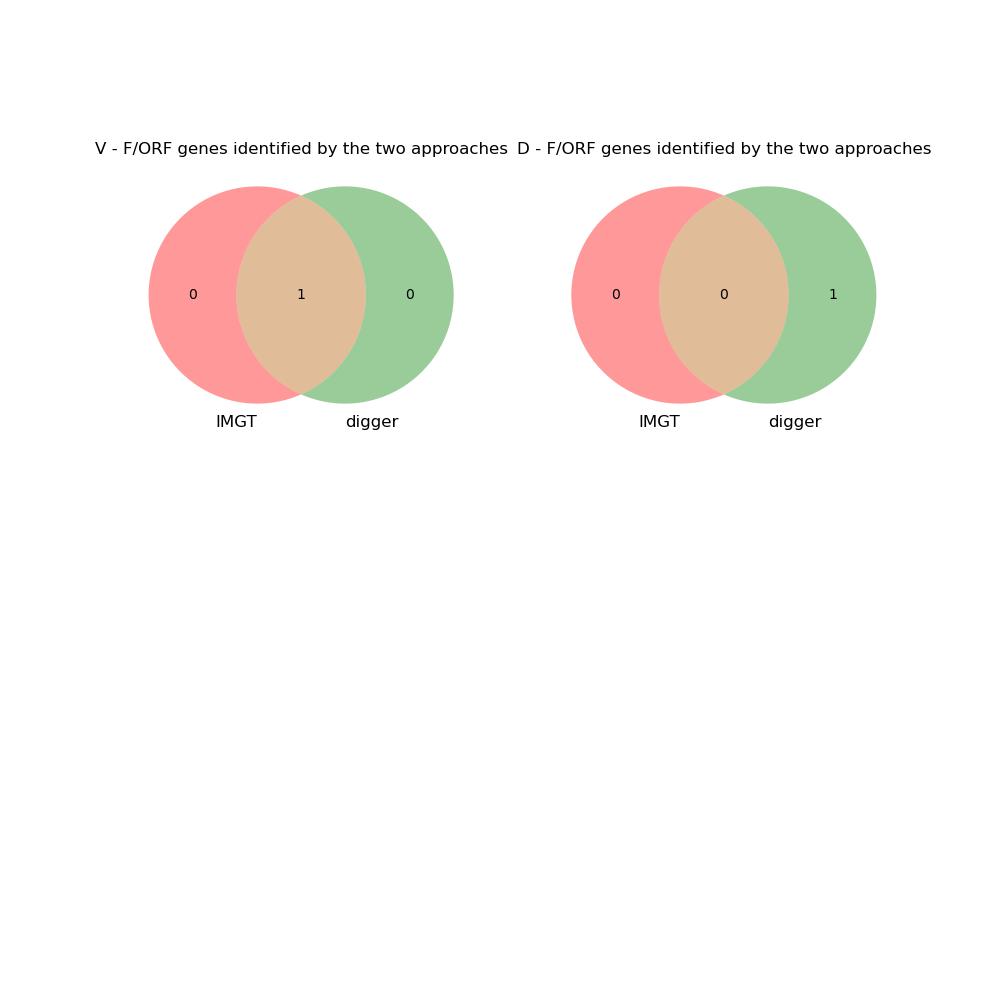 V - F/ORF genes identified by the two approaches
0 1 0
IMGT digger
D - F/ORF genes identified by the two approaches
0 0 1
IMGT digger